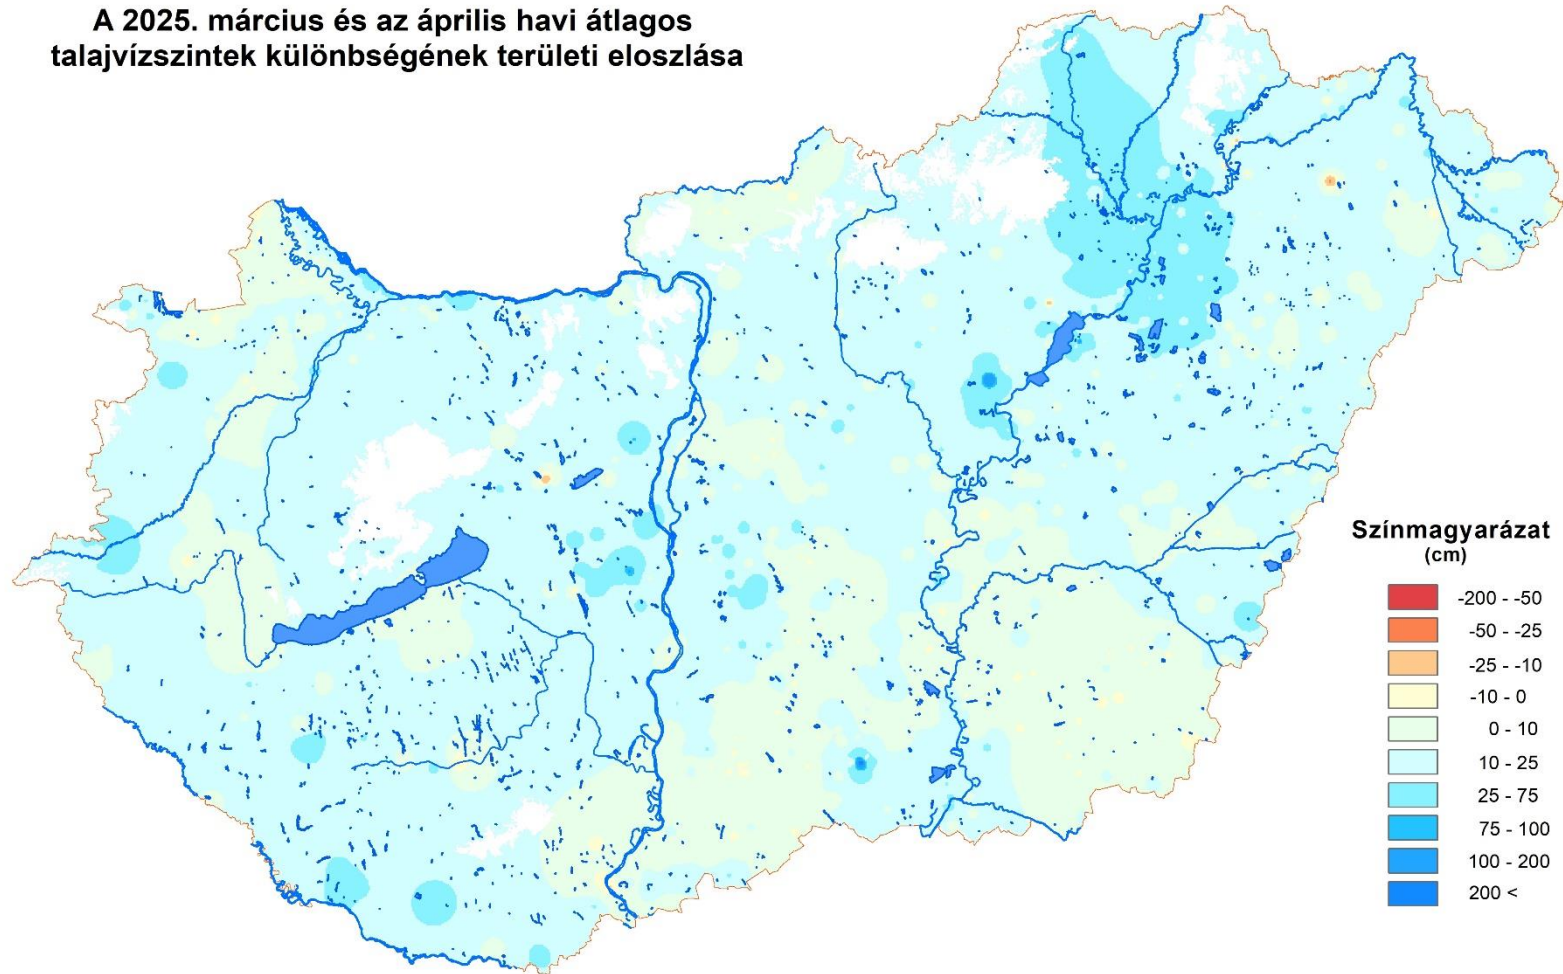 A 2025. március és az április havi átlagos
talajvízszintek különbségének területi eloszlása
Színmagyarázat
(cm)
-200 - -50
-50 - -25
-25 - -10
-10 - 0
0 - 10
10 - 25
25 - 75
75 - 100
100 - 200
200 <